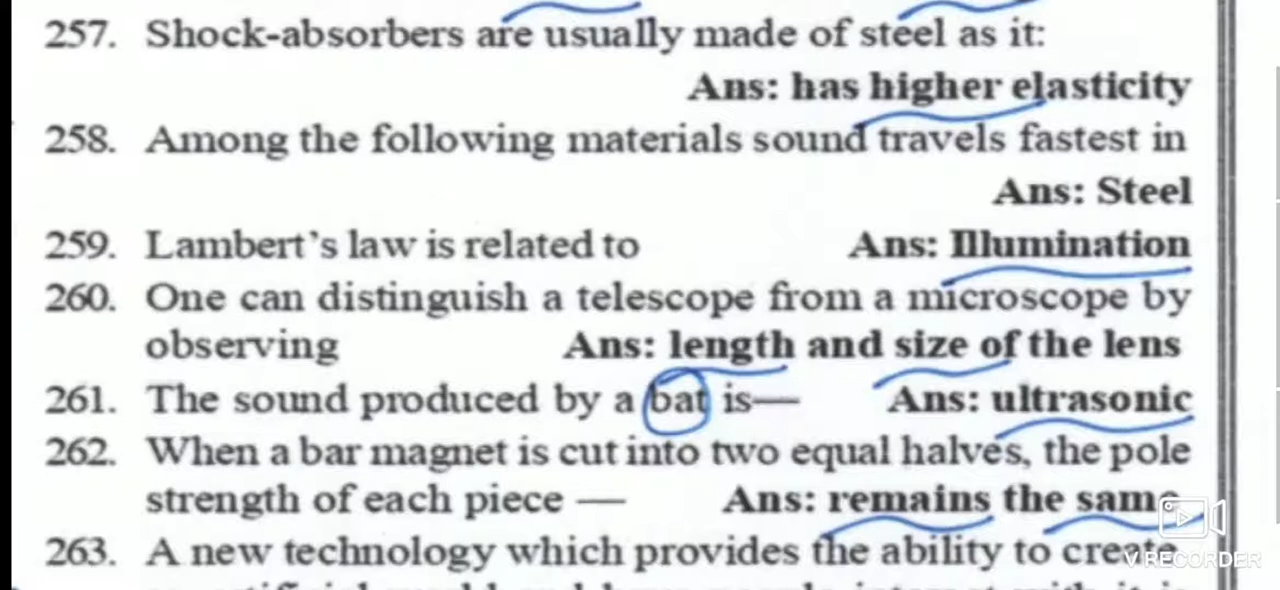 257. Shock-absorbers are usually made of steel as it:
Ans: has higher elasticity
258. Among the following materials sound travels fastest in
Ans: Steel
259. Lambert's law is related to Ans: Illumination
260. One can distinguish a telescope from a microscope by
observing Ans: length and size of the lens
261. The sound produced by a bat is— Ans: ultrasonic
262. When a bar magnet is cut into two equal halves, the pole
strength of each piece — Ans: remains the same
263. A new technology which provides the ability to create
V RECORDER